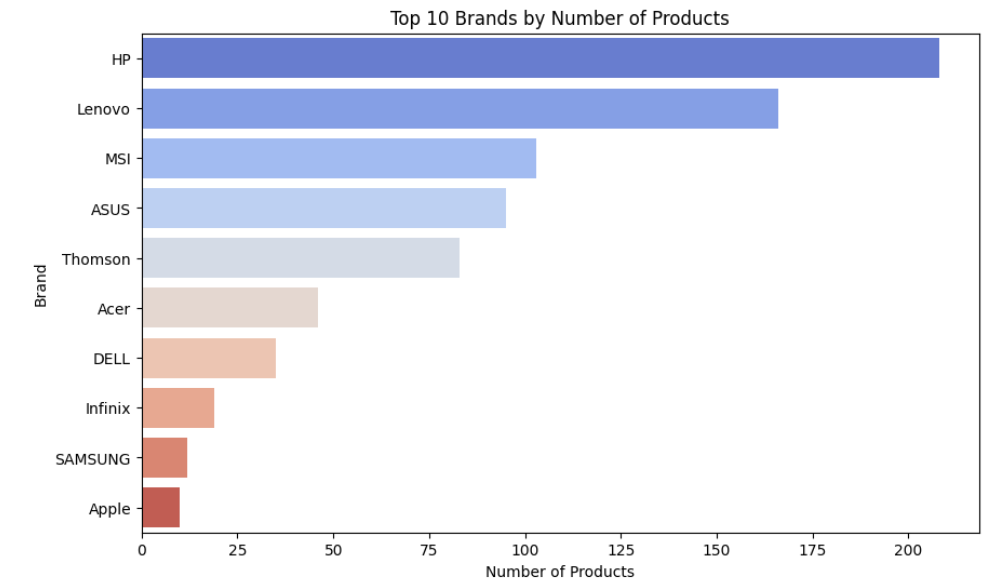 Top 10 Brands by Number of Products
HP
Lenovo
MSI
ASUS
Thomson
Acer
DELL
Infinix
SAMSUNG
Apple
Brand
0 25 50 75 100 125 150 175 200
Number of Products